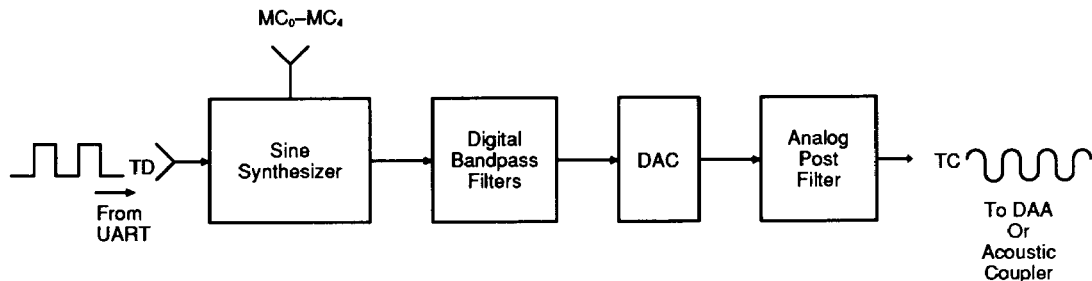 MC₀–MC₄
TD
From
UART
Sine
Synthesizer
Digital
Bandpass
Filters
DAC
Analog
Post
Filter
TC
To DAA
Or
Acoustic
Coupler